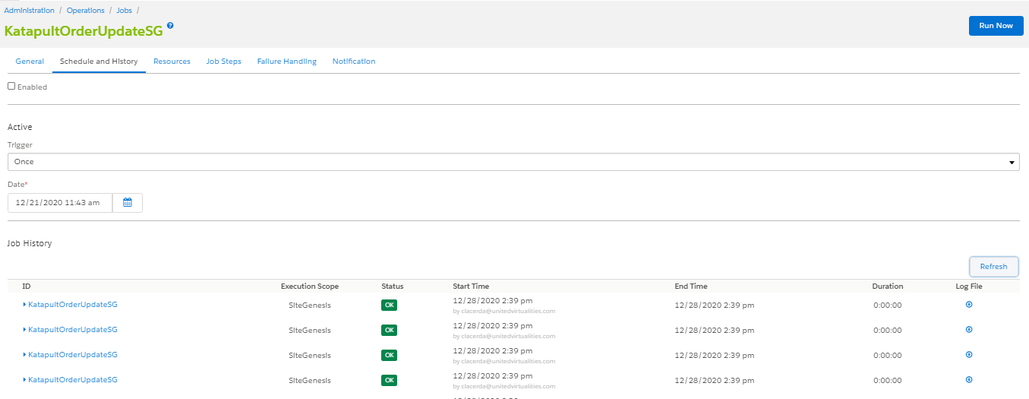 Administration / Operations / Jobs /
KatapultOrderUpdateSG ?
Run Now
General Schedule and History Resources Job Steps Failure Handling Notification
Enabled
Active
Trigger
Once
Date*
12/21/2020 11:43 am
Job History
Refresh
ID Execution Scope Status Start Time End Time Duration Log File
KatapultOrderUpdateSG SiteGenesis OK 12/28/2020 2:39 pm 12/28/2020 2:39 pm 0:00:00
by clacerda@unitedvirtualities.com
KatapultOrderUpdateSG SiteGenesis OK 12/28/2020 2:39 pm 12/28/2020 2:39 pm 0:00:00
by clacerda@unitedvirtualities.com
KatapultOrderUpdateSG SiteGenesis OK 12/28/2020 2:39 pm 12/28/2020 2:39 pm 0:00:00
by clacerda@unitedvirtualities.com
KatapultOrderUpdateSG SiteGenesis OK 12/28/2020 2:39 pm 12/28/2020 2:39 pm 0:00:00
by clacerda@unitedvirtualities.com